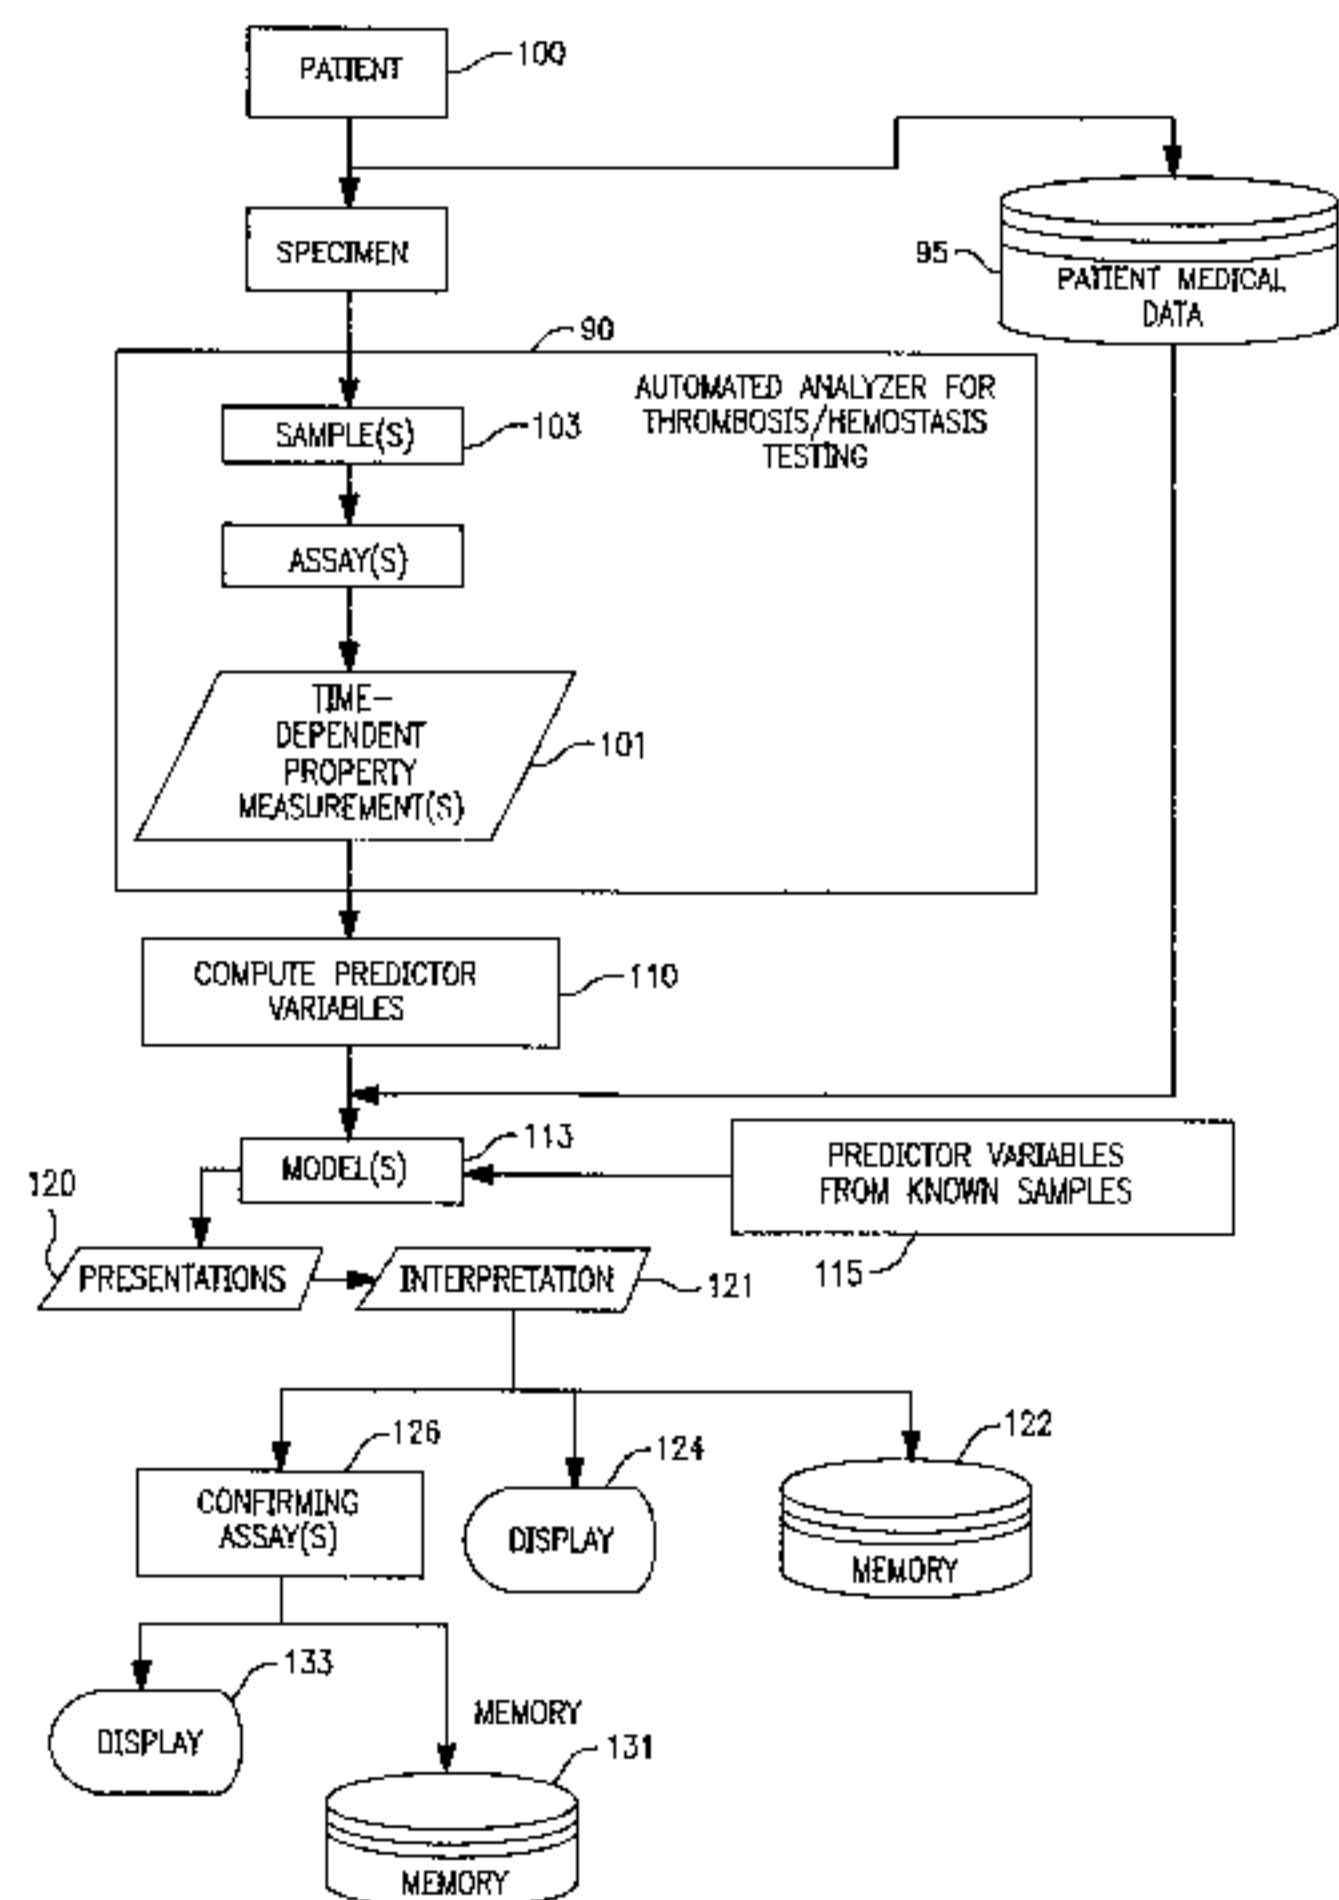 PATIENT
100
SPECIMEN
95
PATIENT MEDICAL
DATA
90
AUTOMATED ANALYZER FOR
THROMBOSIS/HEMOSTASIS
TESTING
SAMPLE(S)
103
ASSAY(S)
TIME-
DEPENDENT
PROPERTY
MEASUREMENT(S)
101
COMPUTE PREDICTOR
VARIABLES
110
MODEL(S)
113
PREDICTOR VARIABLES
FROM KNOWN SAMPLES
115
120
PRESENTATIONS
INTERPRETATION
121
CONFIRMING
ASSAY(S)
126
DISPLAY
124
MEMORY
122
DISPLAY
133
MEMORY
131
MEMORY